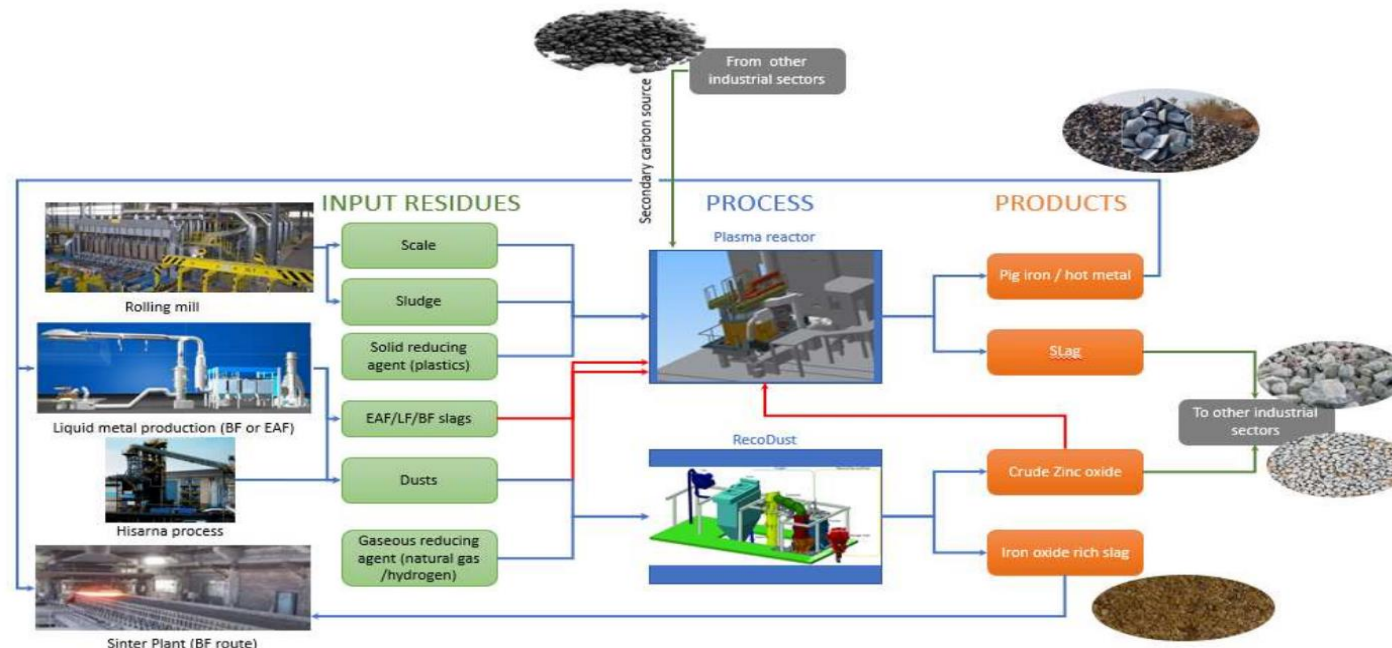 From other
industrial sectors
Secondary carbon source
INPUT RESIDUES
PROCESS
PRODUCTS
Plasma reactor
Scale
Rolling mill
Sludge
Pig iron / hot metal
Solid reducing
agent (plastics)
SLag
Liquid metal production (BF or EAF)
EAF/LF/BF slags
To other industrial
sectors
RecoDust
Dusts
Crude Zinc oxide
Hisarna process
Gaseous reducing
agent (natural gas
/hydrogen)
Iron oxide rich slag
Sinter Plant (BF route)